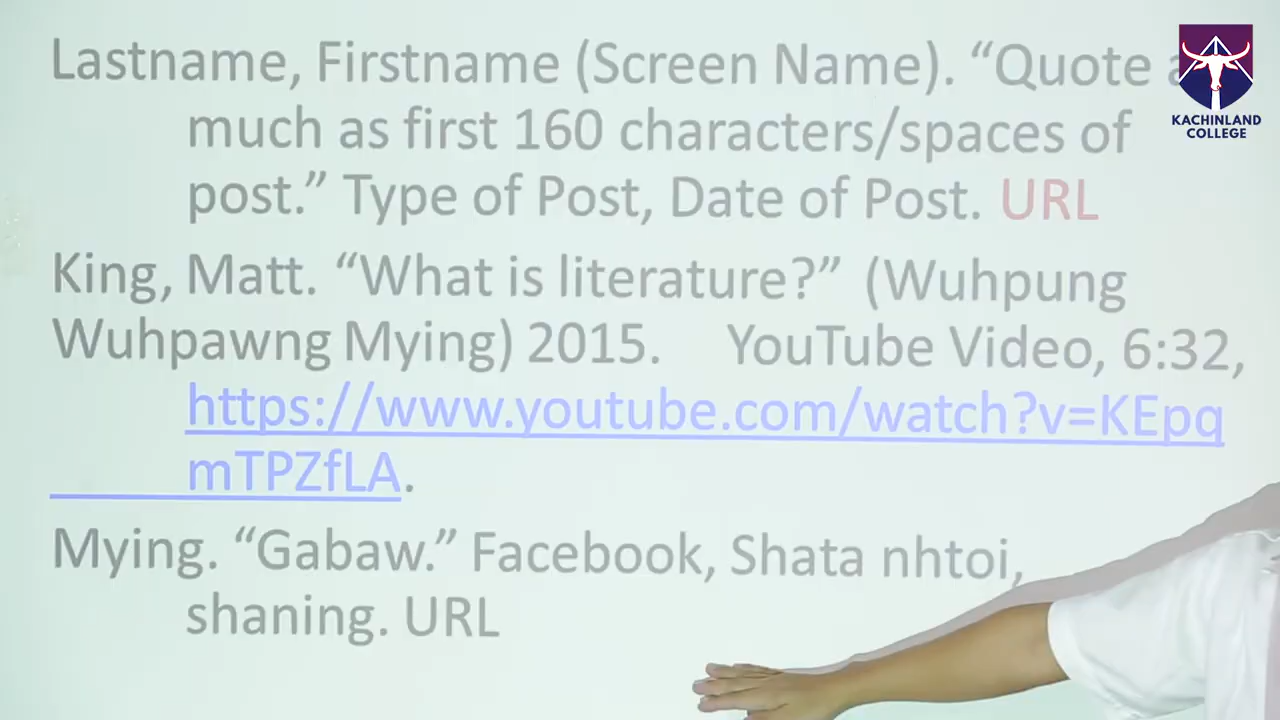 Lastname, Firstname (Screen Name). “Quote a
much as first 160 characters/spaces of
post.” Type of Post, Date of Post. URL
King, Matt. “What is literature?” (Wuhpung
Wuhpawng Mying) 2015. YouTube Video, 6:32,
https://www.youtube.com/watch?v=KEpq
mTPZfLA.
Mying. “Gabaw.” Facebook, Shata nhtoi,
shaning. URL
KACHINLAND
COLLEGE